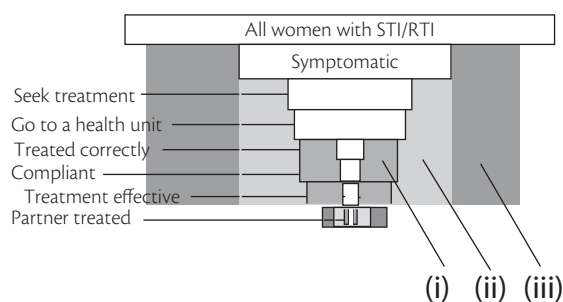 All women with STI/RTI
Symptomatic
Seek treatment
Go to a health unit
Treated correctly
Compliant
Treatment effective
Partner treated
(i) (ii) (iii)